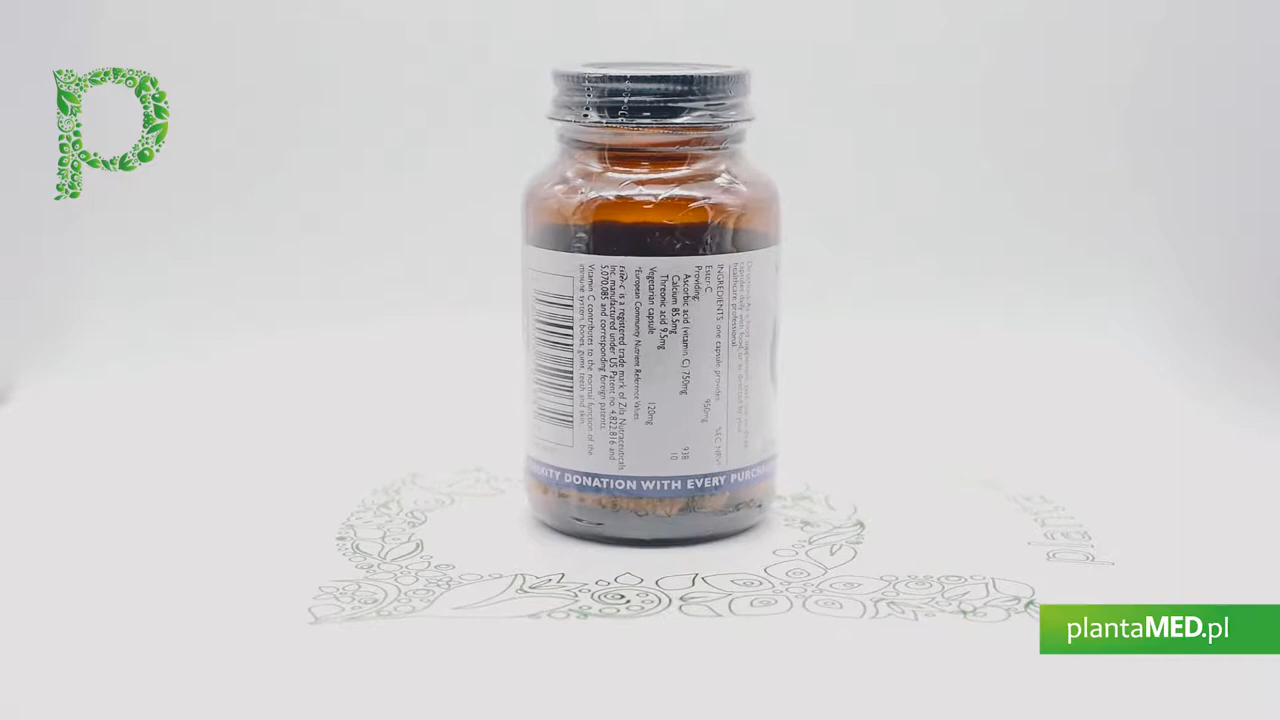 INGREDIENTS: one capsule provides: %EC NRV*
Ester-C 950mg
Providing:
Ascorbic acid (vitamin C) 750mg 938
Calcium 85.5mg 10
Threonic acid 9.5mg
Vegetarian capsule 120mg
*European Community Nutrient Reference Values
Ester-C is a registered trade mark of Zila Nutraceuticals
Inc. manufactured under US Patent no. 4,822,816 and
5,070,085 and corresponding foreign patents.
Vitamin C contributes to the normal function of the
immune system, bones, gums, teeth and skin.
DONATION WITH EVERY
planta
plantaMED.pl